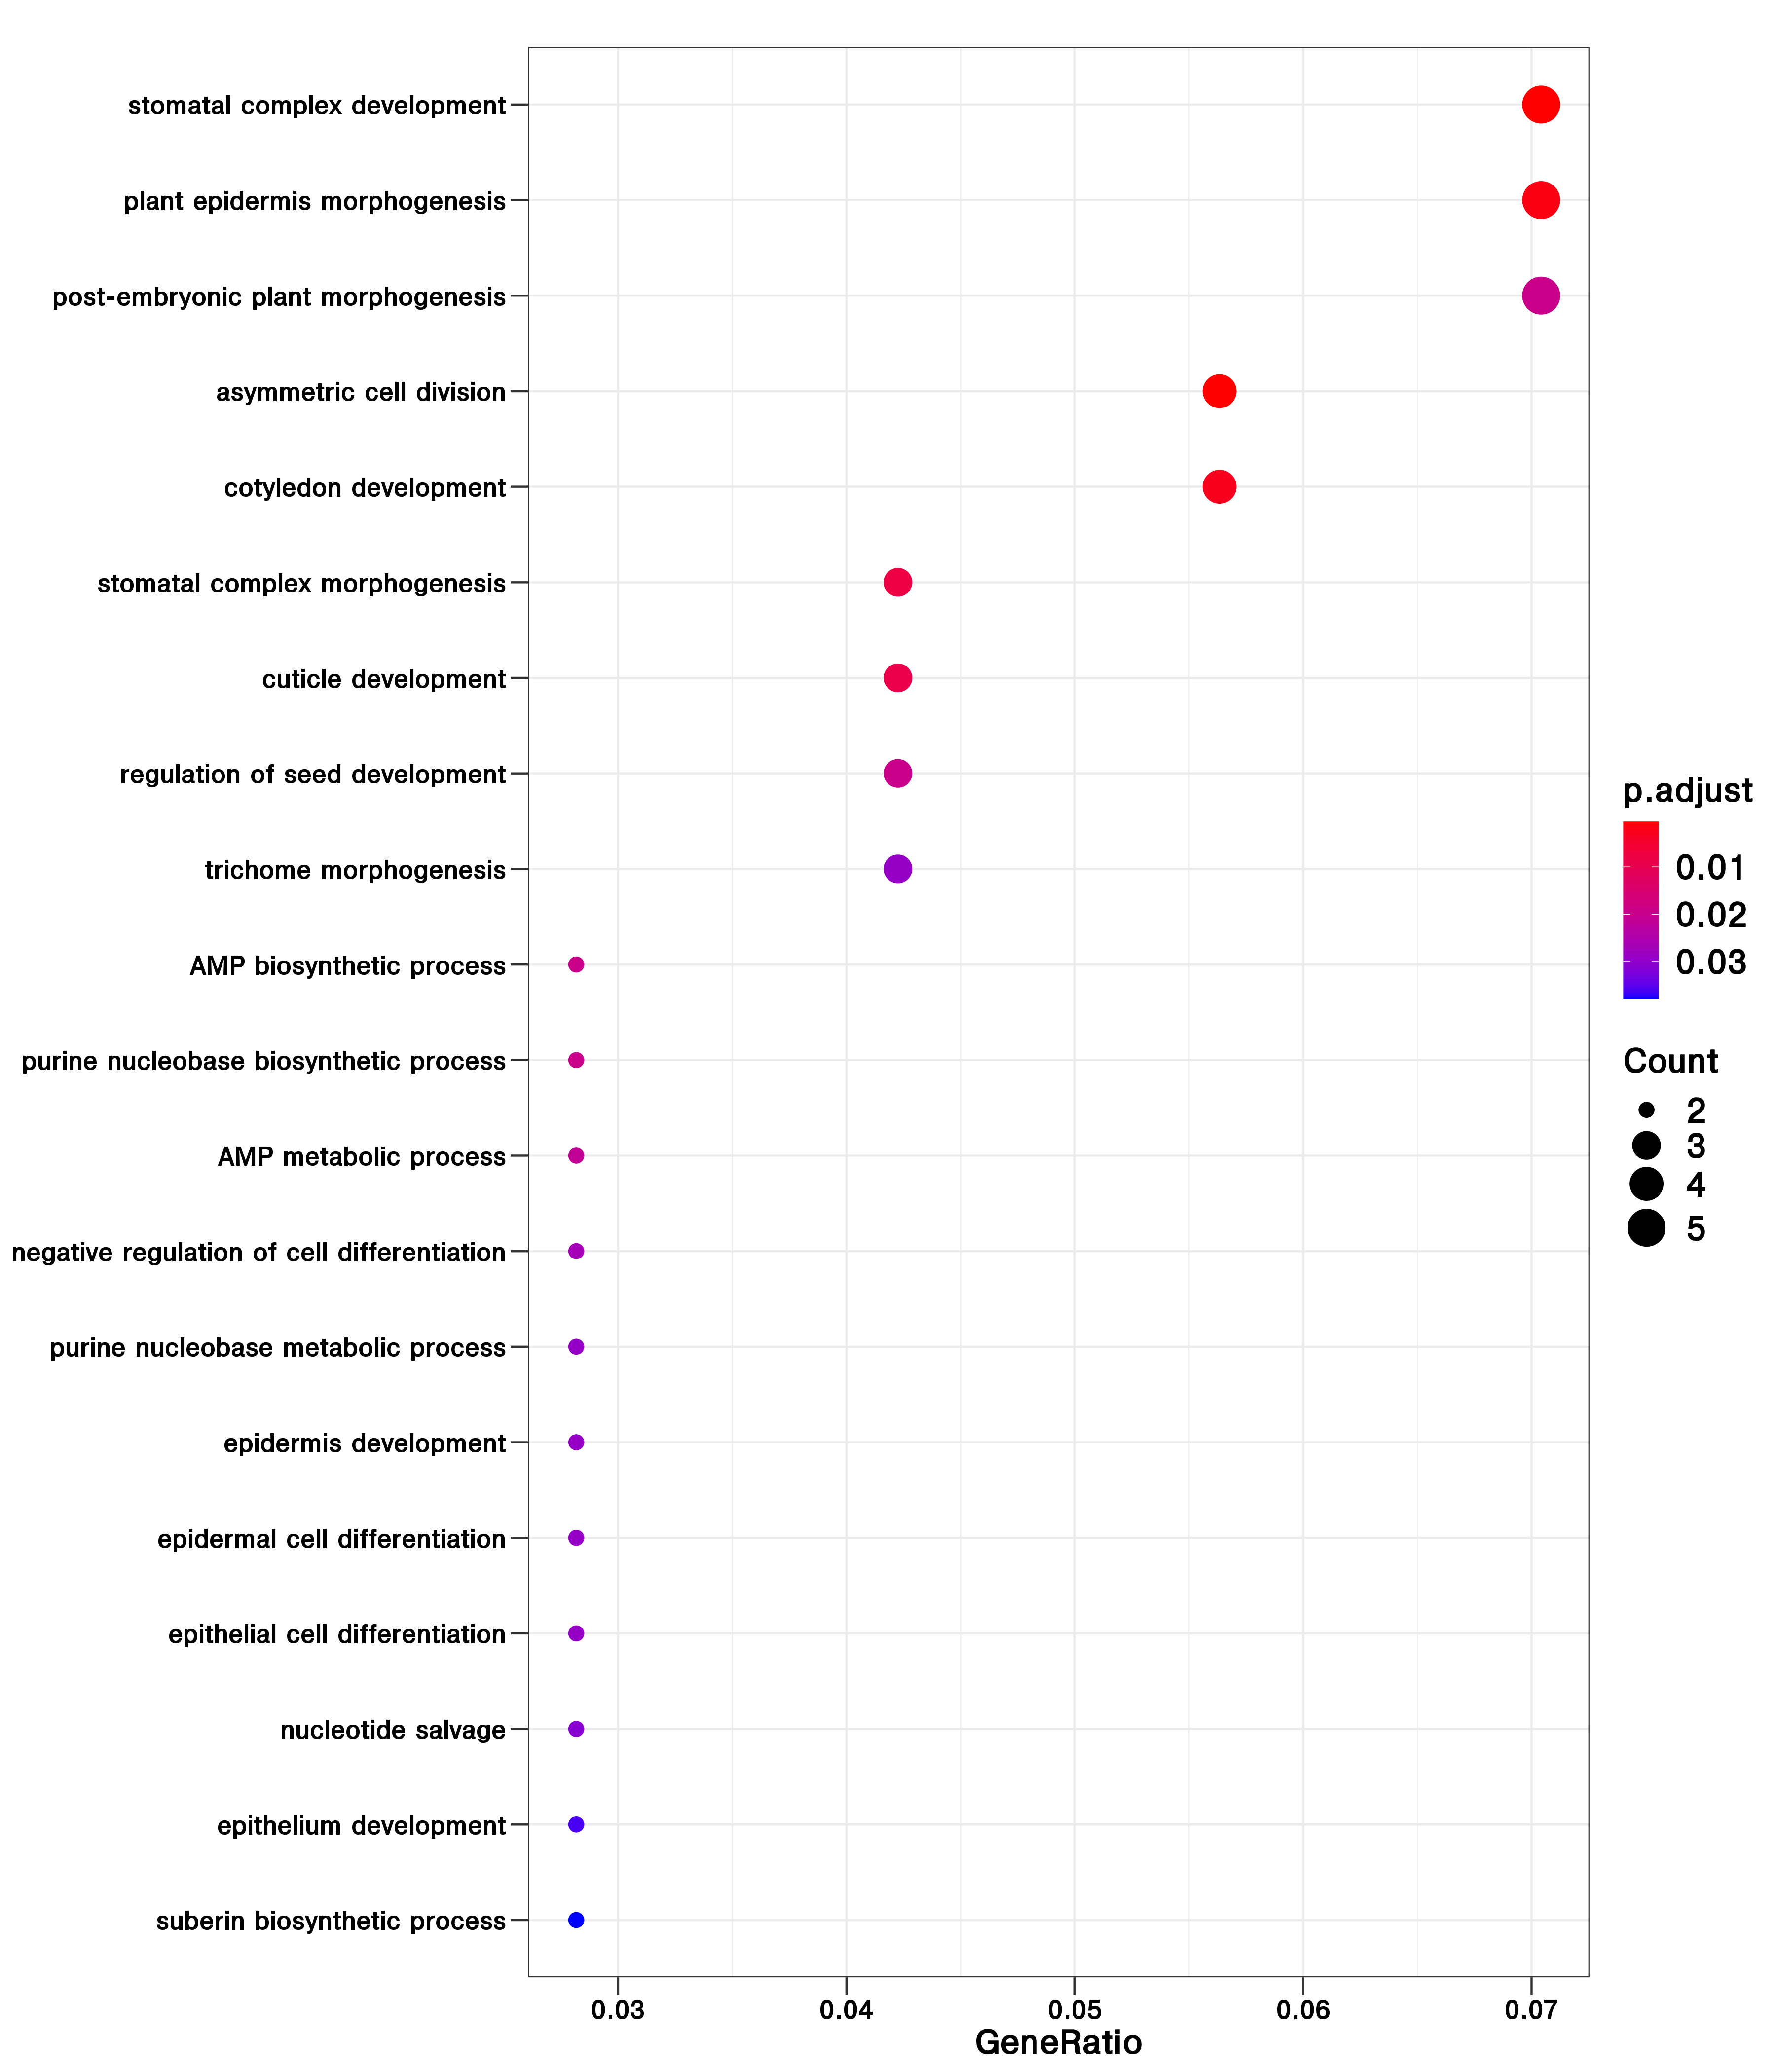 stomatal complex development
plant epidermis morphogenesis
post-embryonic plant morphogenesis
asymmetric cell division
cotyledon development
stomatal complex morphogenesis
cuticle development
regulation of seed development
trichome morphogenesis
AMP biosynthetic process
purine nucleobase biosynthetic process
AMP metabolic process
negative regulation of cell differentiation
purine nucleobase metabolic process
epidermis development
epidermal cell differentiation
epithelial cell differentiation
nucleotide salvage
epithelium development
suberin biosynthetic process
0.03 0.04 0.05 0.06 0.07
GeneRatio
p.adjust
0.01
0.02
0.03
Count
2
3
4
5